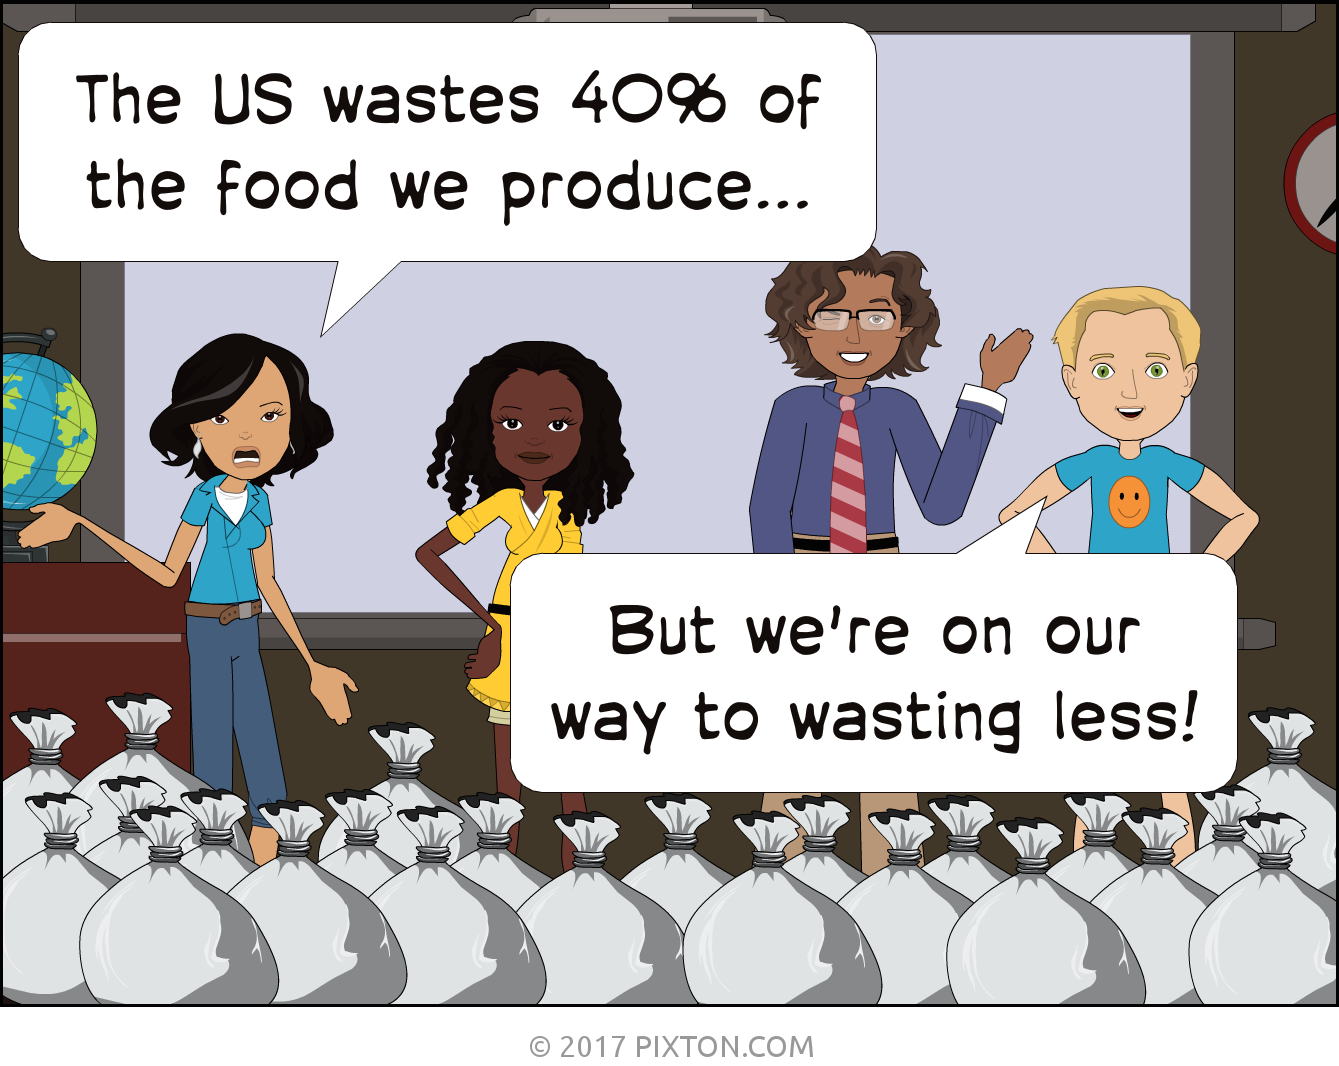 The US wastes 40% of
the food we produce...
But we're on our
way to wasting less!
© 2017 PIXTON.COM